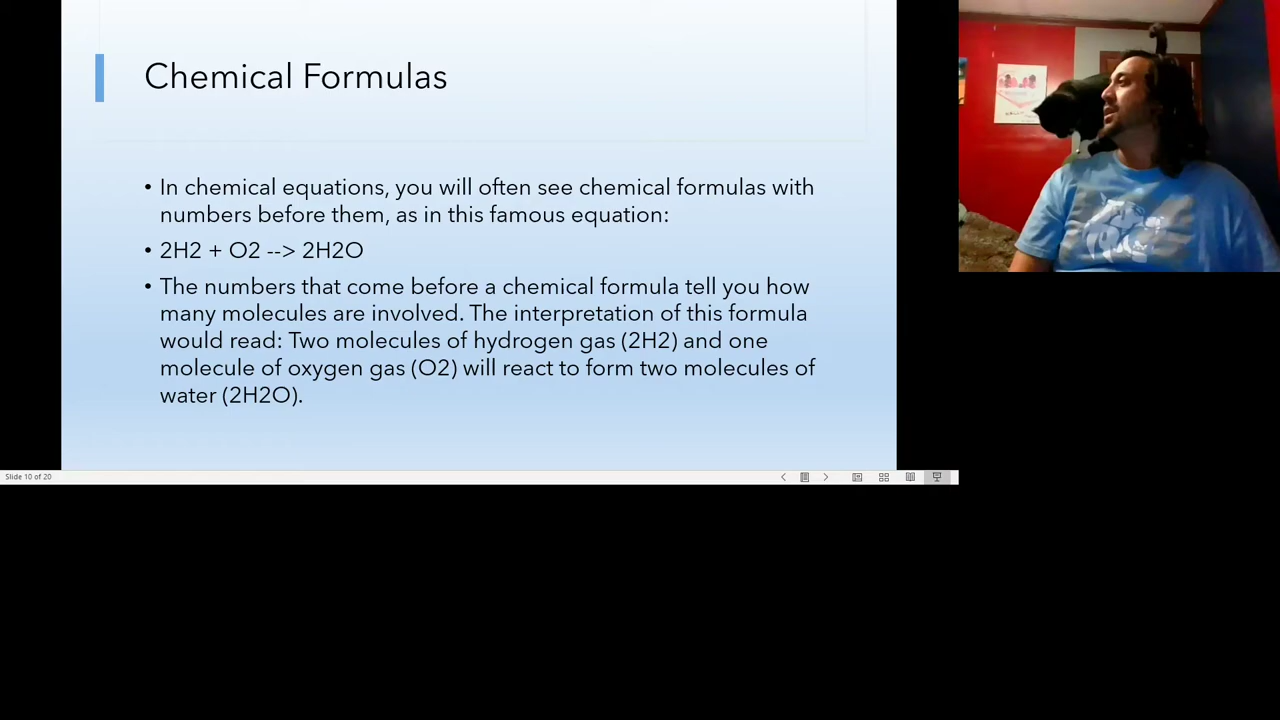 Chemical Formulas
• In chemical equations, you will often see chemical formulas with
numbers before them, as in this famous equation:
• 2H2 + O2 --> 2H2O
• The numbers that come before a chemical formula tell you how
many molecules are involved. The interpretation of this formula
would read: Two molecules of hydrogen gas (2H2) and one
molecule of oxygen gas (O2) will react to form two molecules of
water (2H2O).
Slide 10 of 20